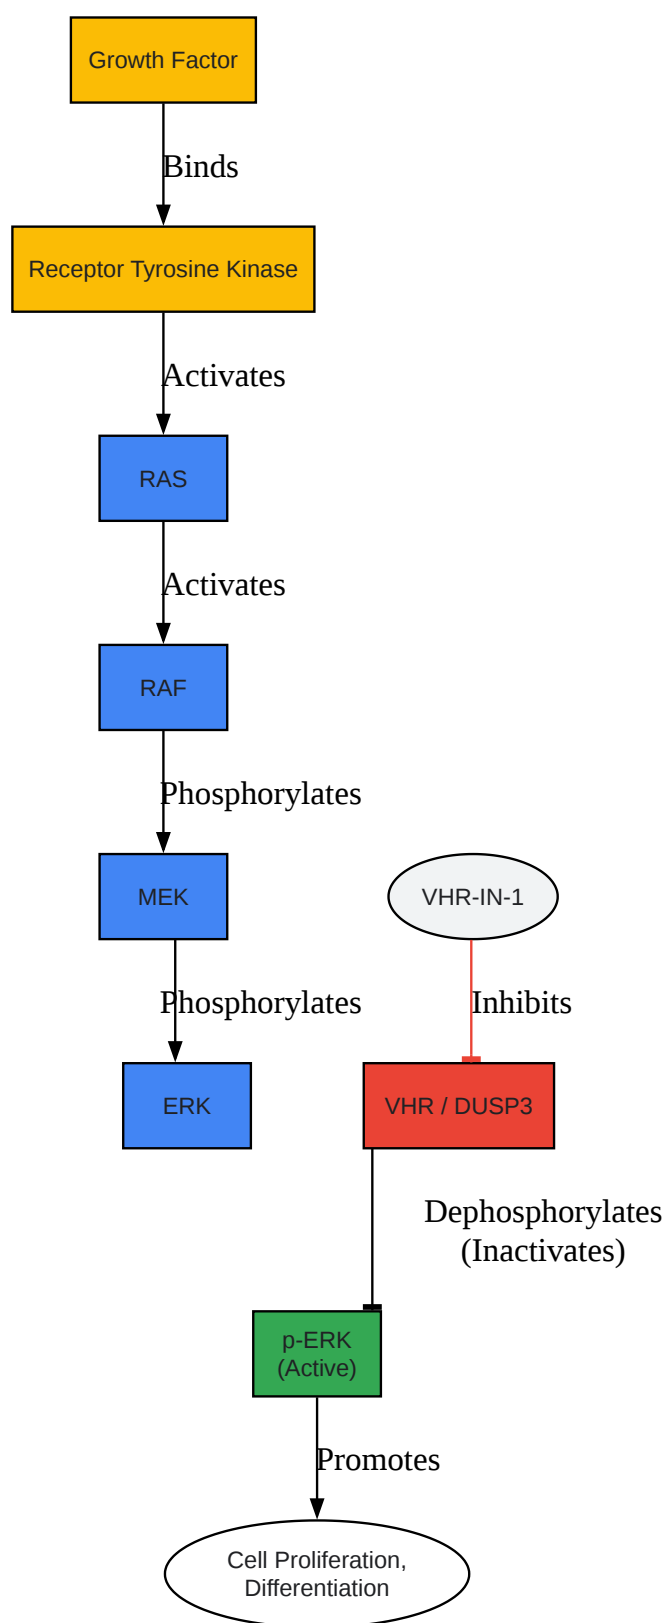 Growth Factor
Binds
Receptor Tyrosine Kinase
Activates
RAS
Activates
RAF
Phosphorylates
MEK
VHR-IN-1
Phosphorylates
Inhibits
ERK
VHR / DUSP3
Dephosphorylates
(Inactivates)
p-ERK
(Active)
Promotes
Cell Proliferation,
Differentiation